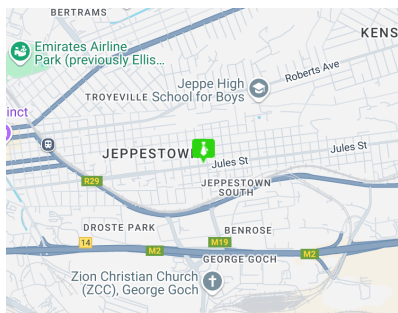 BERTRAMS
KENS
Emirates Airline
Park (previously Ellis...
Roberts Ave
Jeppe High
School for Boys
TROYEVILLE
inct
JEPPESTOWN
Jules St
Jules St
R29
JEPPESTOWN
SOUTH
DROSTE PARK
BENROSE
14
M19
M2
M2
GEORGE GOCH
Zion Christian Church
(ZCC), George Goch